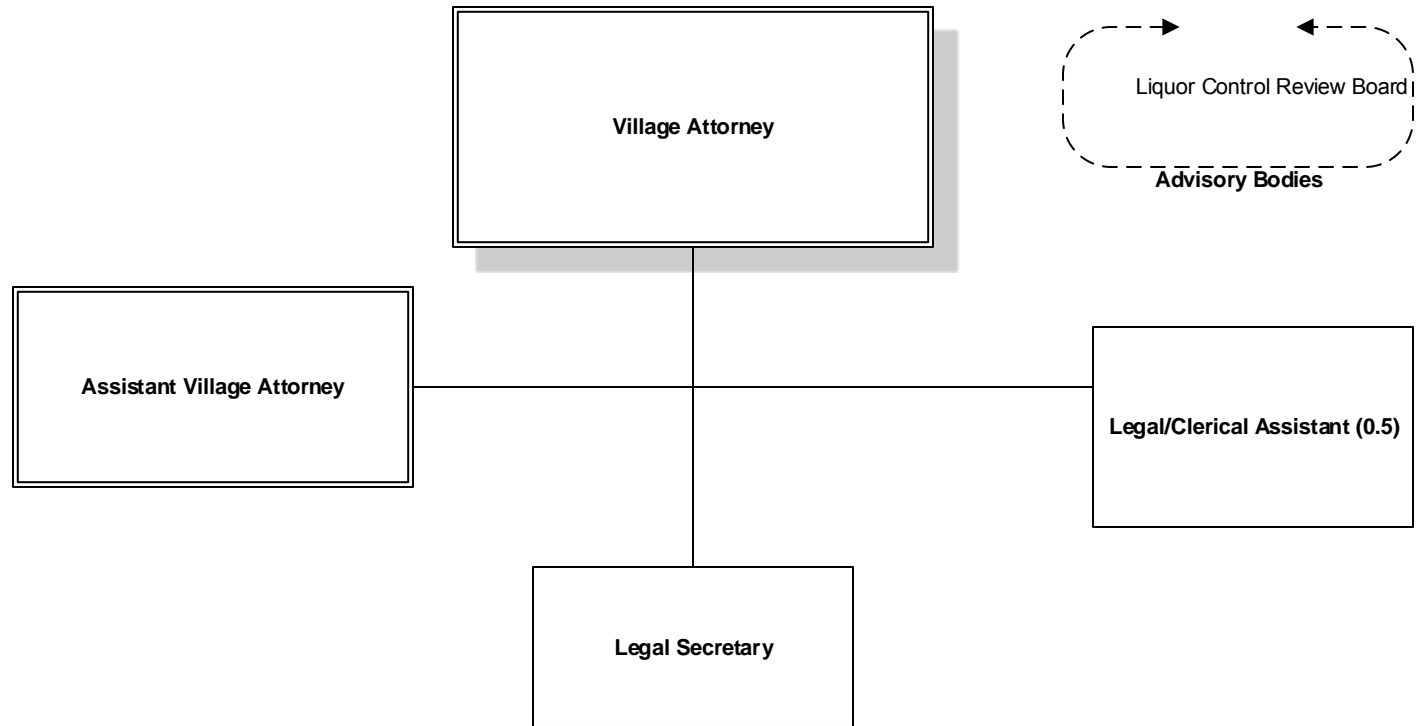 Village Attorney
Liquor Control Review Board
Advisory Bodies
Assistant Village Attorney
Legal/Clerical Assistant (0.5)
Legal Secretary